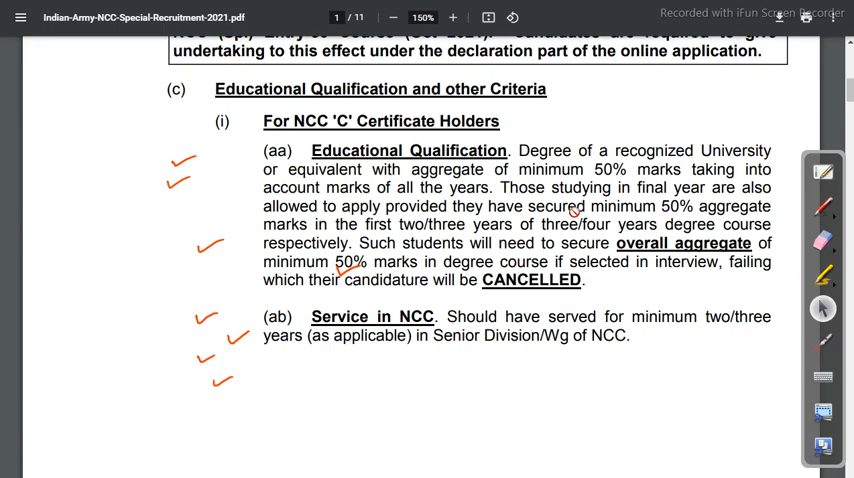 Indian-Army-NCC-Special-Recruitment-2021.pdf
1 / 11
150%
Recorded with iFun Screen Recorder
NCC (Sp
undertaking to this effect under the declaration part of the online application.
(c) Educational Qualification and other Criteria
(i) For NCC 'C' Certificate Holders
(aa) Educational Qualification. Degree of a recognized University
or equivalent with aggregate of minimum 50% marks taking into
account marks of all the years. Those studying in final year are also
allowed to apply provided they have secured minimum 50% aggregate
marks in the first two/three years of three/four years degree course
respectively. Such students will need to secure overall aggregate of
minimum 50% marks in degree course if selected in interview, failing
which their candidature will be CANCELLED.
(ab) Service in NCC. Should have served for minimum two/three
years (as applicable) in Senior Division/Wg of NCC.